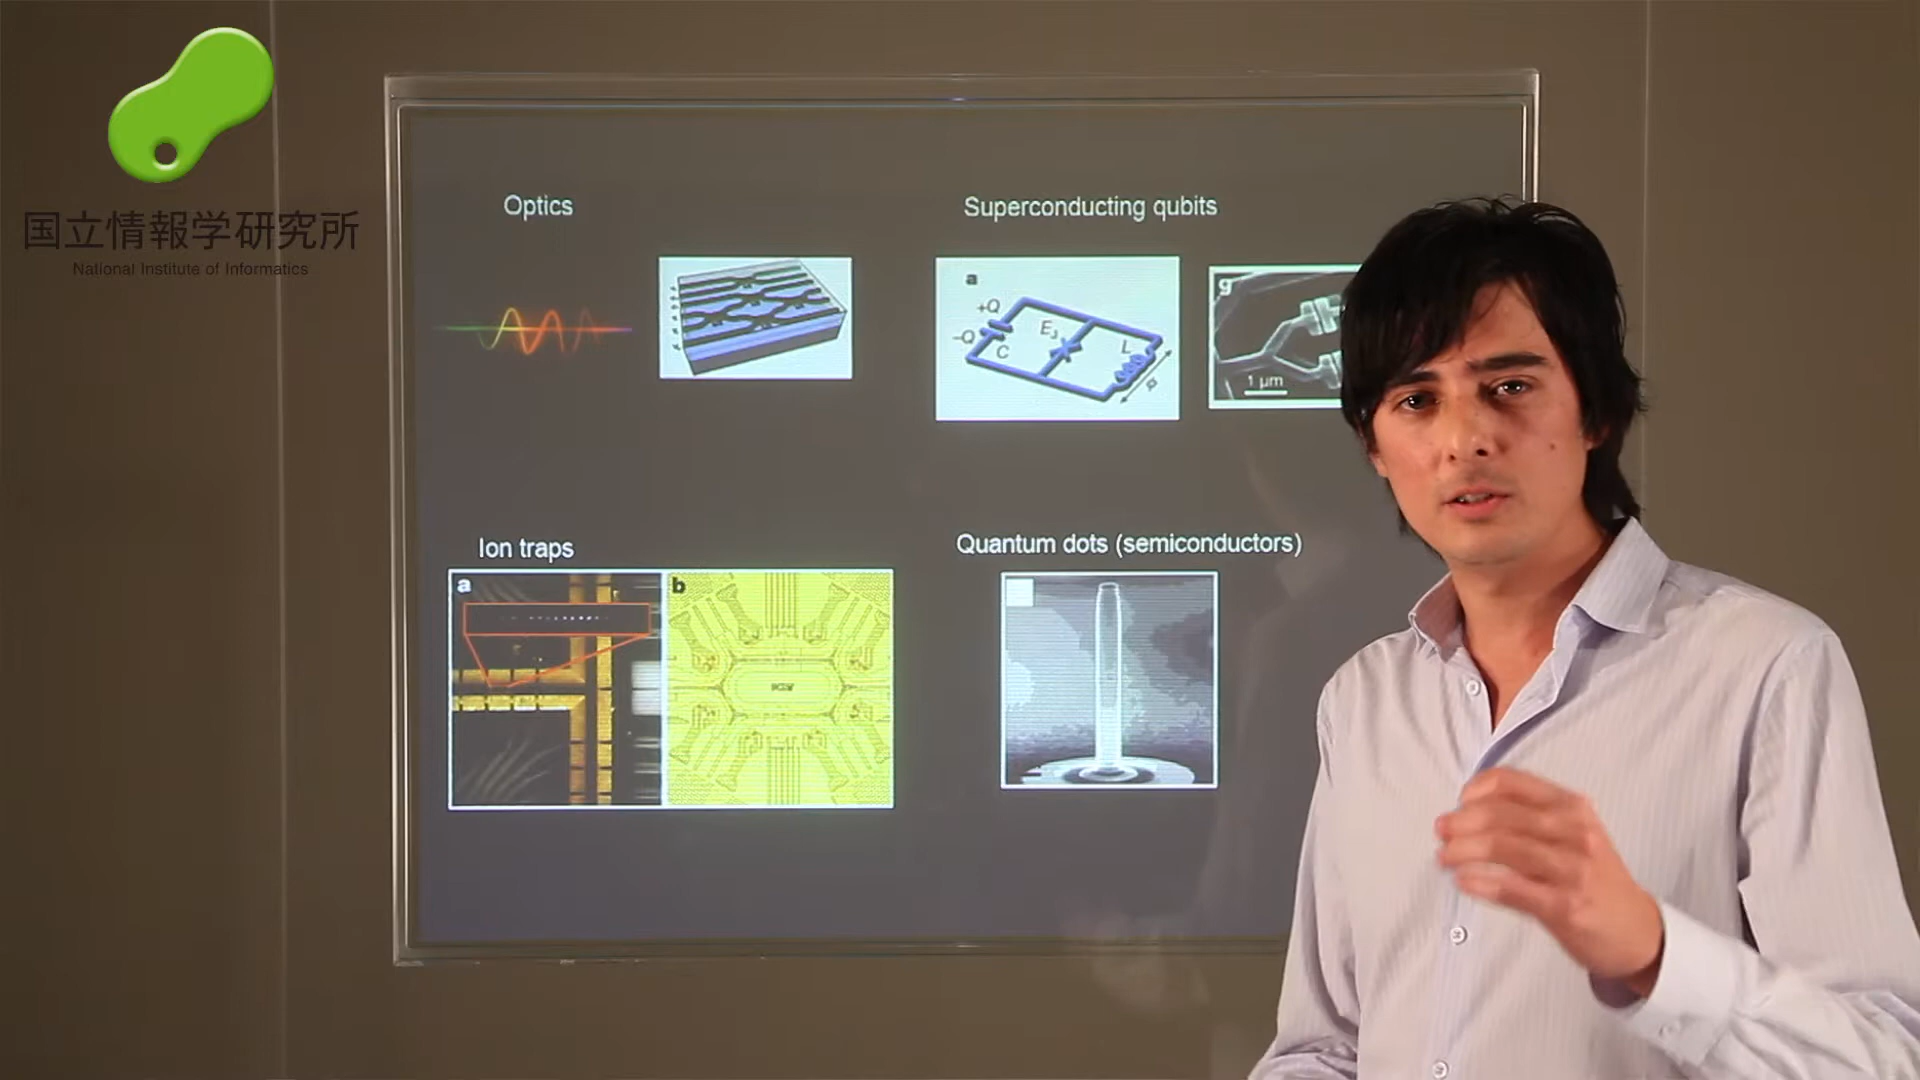 国立情報学研究所
National Institute of Informatics
Optics
Superconducting qubits
a
+Q
-Q
C
EJ
L
φ
g
1 µm
Ion traps
a
b
Quantum dots (semiconductors)